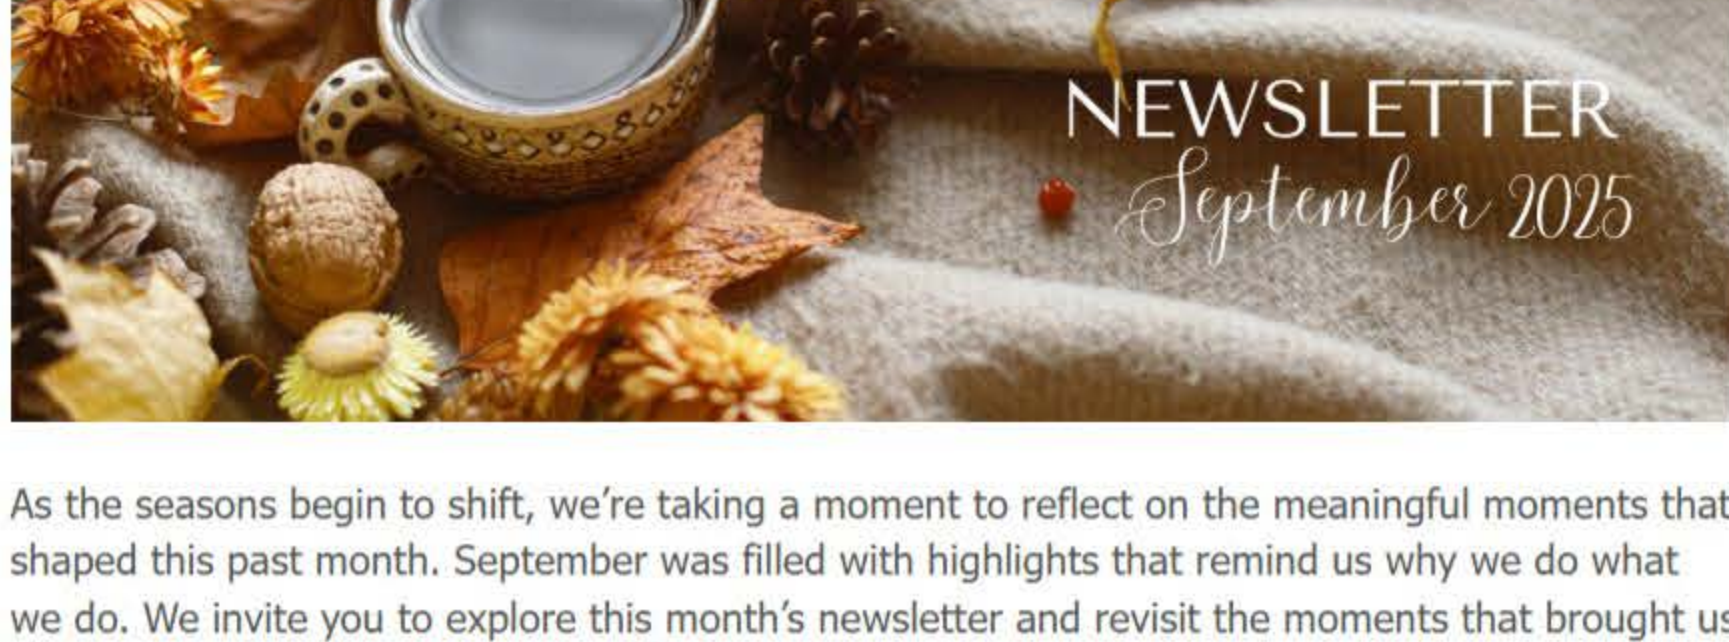 NEWSLETTER
September 2025
As the seasons begin to shift, we’re taking a moment to reflect on the meaningful moments that
shaped this past month. September was filled with highlights that remind us why we do what
we do. We invite you to explore this month’s newsletter and revisit the moments that brought us